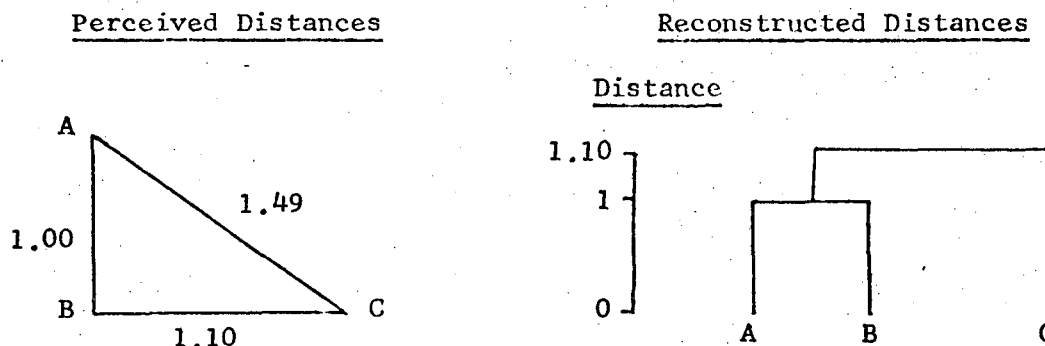 Perceived Distances
A
1.49
1.00
B
C
1.10
Reconstructed Distances
Distance
1.10
1
0
A
B